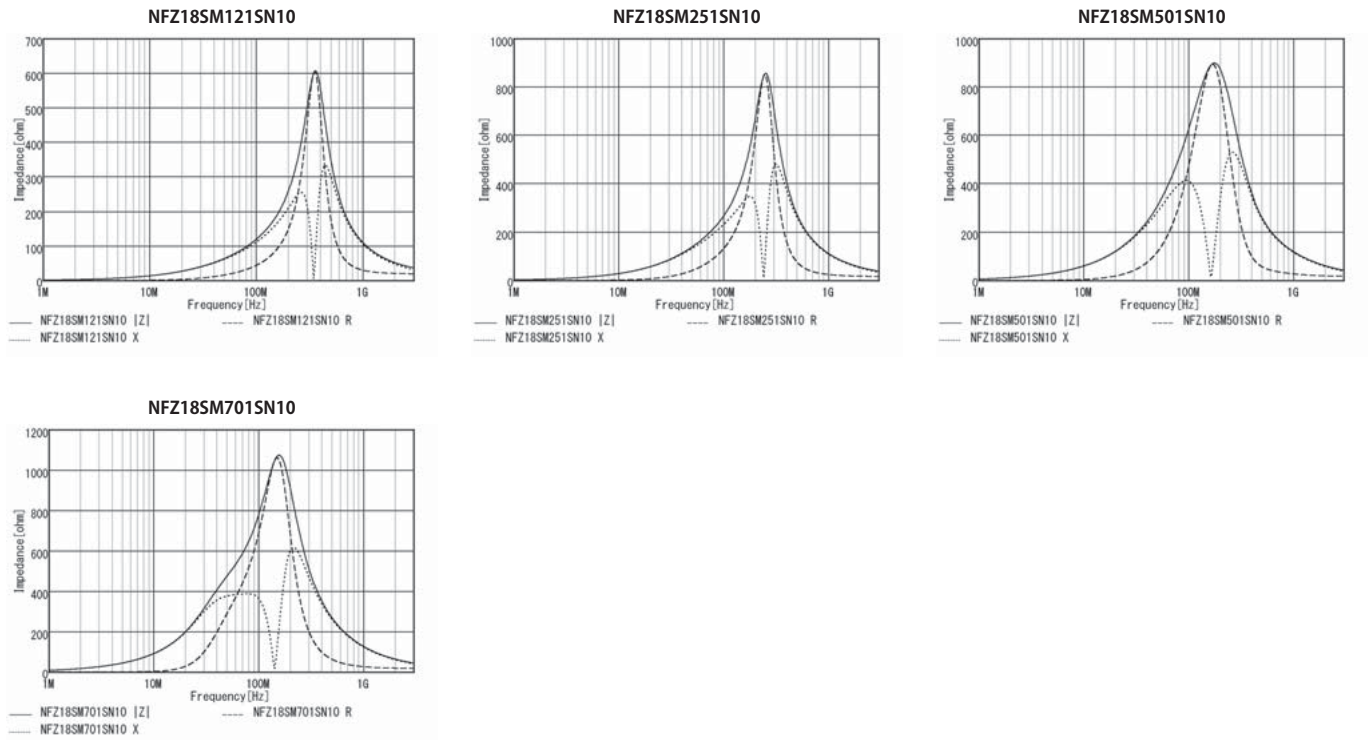 NFZ18SM121SN10
700
600
500
400
300
200
100
0
Impedance[ohm]
1M 10M 100M 1G
Frequency[Hz]
NFZ18SM121SN10 |Z| NFZ18SM121SN10 R
NFZ18SM121SN10 X
NFZ18SM251SN10
1000
800
600
400
200
0
Impedance[ohm]
1M 10M 100M 1G
Frequency[Hz]
NFZ18SM251SN10 |Z| NFZ18SM251SN10 R
NFZ18SM251SN10 X
NFZ18SM501SN10
1000
800
600
400
200
0
Impedance[ohm]
1M 10M 100M 1G
Frequency[Hz]
NFZ18SM501SN10 |Z| NFZ18SM501SN10 R
NFZ18SM501SN10 X
NFZ18SM701SN10
1200
1000
800
600
400
200
0
Impedance[ohm]
1M 10M 100M 1G
Frequency[Hz]
NFZ18SM701SN10 |Z| NFZ18SM701SN10 R
NFZ18SM701SN10 X